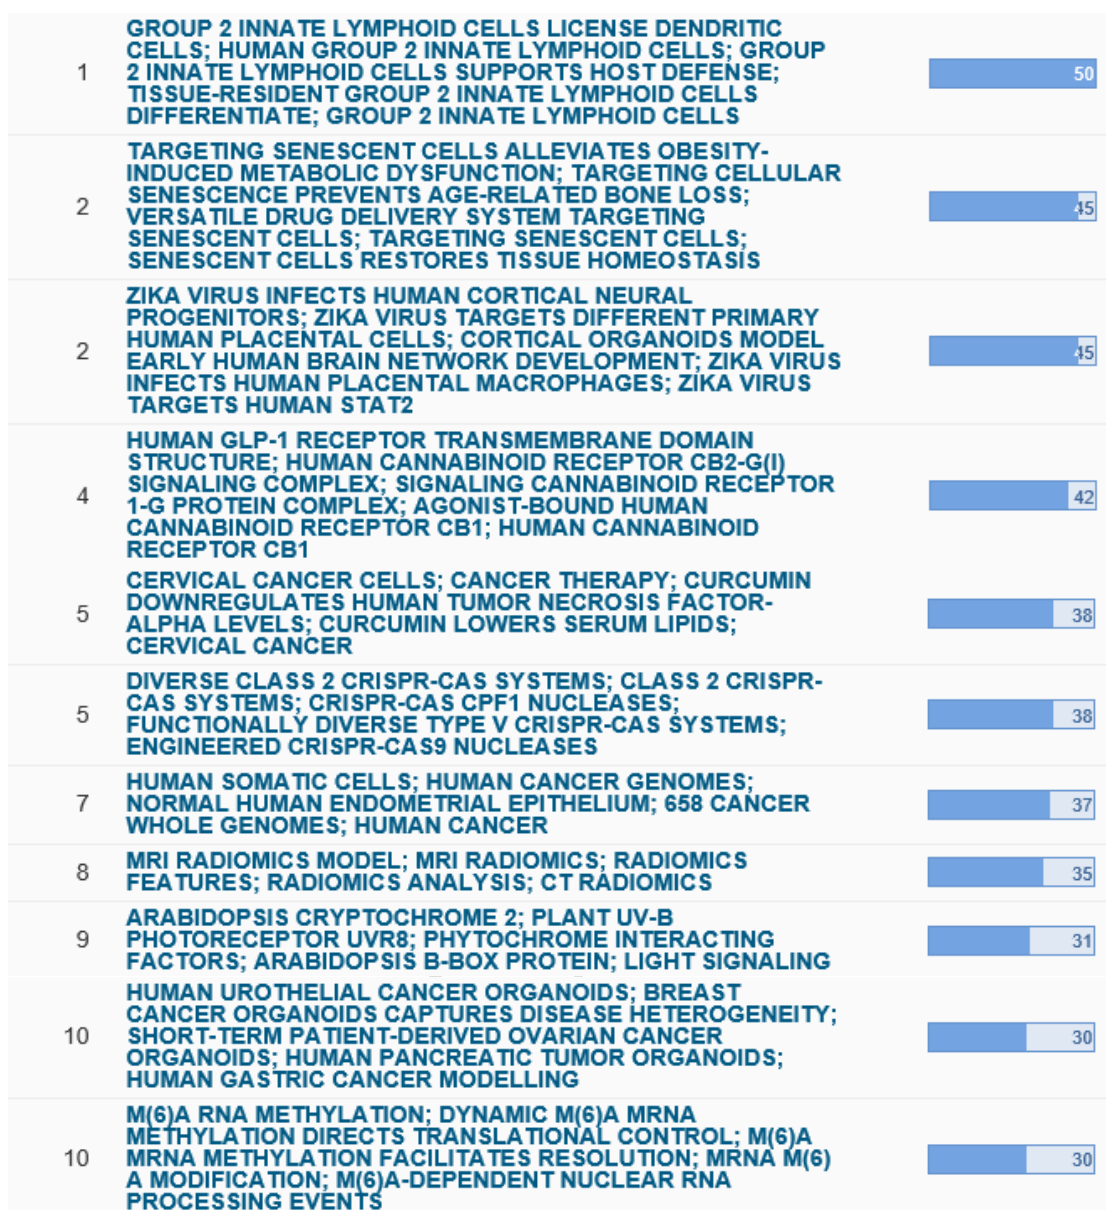 GROUP 2 INNATE LYMPHOID CELLS LICENSE DENDRITIC
CELLS; HUMAN GROUP 2 INNATE LYMPHOID CELLS; GROUP
1 2 INNATE LYMPHOID CELLS SUPPORTS HOST DEFENSE; 50
TISSUE-RESIDENT GROUP 2 INNATE LYMPHOID CELLS
DIFFERENTIATE; GROUP 2 INNATE LYMPHOID CELLS
TARGETING SENESCENT CELLS ALLEVIATES OBESITY-
INDUCED METABOLIC DYSFUNCTION; TARGETING CELLULAR
SENESCENCE PREVENTS AGE-RELATED BONE LOSS;
2 VERSATILE DRUG DELIVERY SYSTEM TARGETING 45
SENESCENT CELLS; TARGETING SENESCENT CELLS;
SENESCENT CELLS RESTORES TISSUE HOMEOSTASIS
ZIKA VIRUS INFECTS HUMAN CORTICAL NEURAL
PROGENITORS; ZIKA VIRUS TARGETS DIFFERENT PRIMARY
HUMAN PLACENTAL CELLS; CORTICAL ORGANOIDS MODEL
2 EARLY HUMAN BRAIN NETWORK DEVELOPMENT; ZIKA VIRUS 45
INFECTS HUMAN PLACENTAL MACROPHAGES; ZIKA VIRUS
TARGETS HUMAN STAT2
HUMAN GLP-1 RECEPTOR TRANSMEMBRANE DOMAIN
STRUCTURE; HUMAN CANNABINOID RECEPTOR CB2-G(I)
SIGNALING COMPLEX; SIGNALING CANNABINOID RECEPTOR
4 1-G PROTEIN COMPLEX; AGONIST-BOUND HUMAN 42
CANNABINOID RECEPTOR CB1; HUMAN CANNABINOID
RECEPTOR CB1
CERVICAL CANCER CELLS; CANCER THERAPY; CURCUMIN
DOWNREGULATES HUMAN TUMOR NECROSIS FACTOR-
5 ALPHA LEVELS; CURCUMIN LOWERS SERUM LIPIDS; 38
CERVICAL CANCER
DIVERSE CLASS 2 CRISPR-CAS SYSTEMS; CLASS 2 CRISPR-
CAS SYSTEMS; CRISPR-CAS CPF1 NUCLEASES;
5 FUNCTIONALLY DIVERSE TYPE V CRISPR-CAS SYSTEMS; 38
ENGINEERED CRISPR-CAS9 NUCLEASES
HUMAN SOMATIC CELLS; HUMAN CANCER GENOMES;
7 NORMAL HUMAN ENDOMETRIAL EPITHELIUM; 658 CANCER 37
WHOLE GENOMES; HUMAN CANCER
MRI RADIOMICS MODEL; MRI RADIOMICS; RADIOMICS
8 FEATURES; RADIOMICS ANALYSIS; CT RADIOMICS 35
ARABIDOPSIS CRYPTOCHROME 2; PLANT UV-B
9 PHOTORECEPTOR UVR8; PHYTOCHROME INTERACTING 31
FACTORS; ARABIDOPSIS B-BOX PROTEIN; LIGHT SIGNALING
HUMAN UROTHELIAL CANCER ORGANOIDS; BREAST
CANCER ORGANOIDS CAPTURES DISEASE HETEROGENEITY;
10 SHORT-TERM PATIENT-DERIVED OVARIAN CANCER 30
ORGANOIDS; HUMAN PANCREATIC TUMOR ORGANOIDS;
HUMAN GASTRIC CANCER MODELLING
M(6)A RNA METHYLATION; DYNAMIC M(6)A MRNA
METHYLATION DIRECTS TRANSLATIONAL CONTROL; M(6)A
10 MRNA METHYLATION FACILITATES RESOLUTION; MRNA M(6) 30
A MODIFICATION; M(6)A-DEPENDENT NUCLEAR RNA
PROCESSING EVENTS